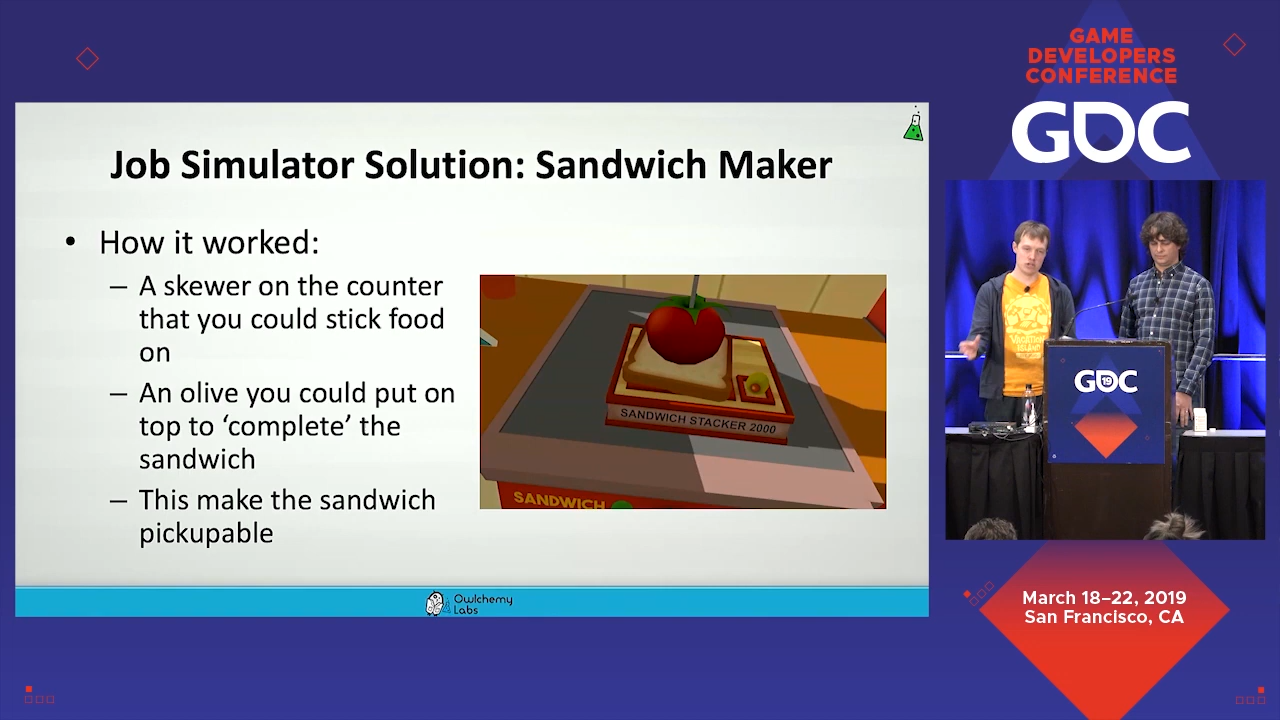 GAME
DEVELOPERS
CONFERENCE
GDC
Job Simulator Solution: Sandwich Maker
• How it worked:
– A skewer on the counter
that you could stick food
on
– An olive you could put on
top to ‘complete’ the
sandwich
– This make the sandwich
pickupable
SANDWICH STACKER 2000
SANDWICH
Owlchemy
Labs
VACATION
GDC
19
March 18–22, 2019
San Francisco, CA